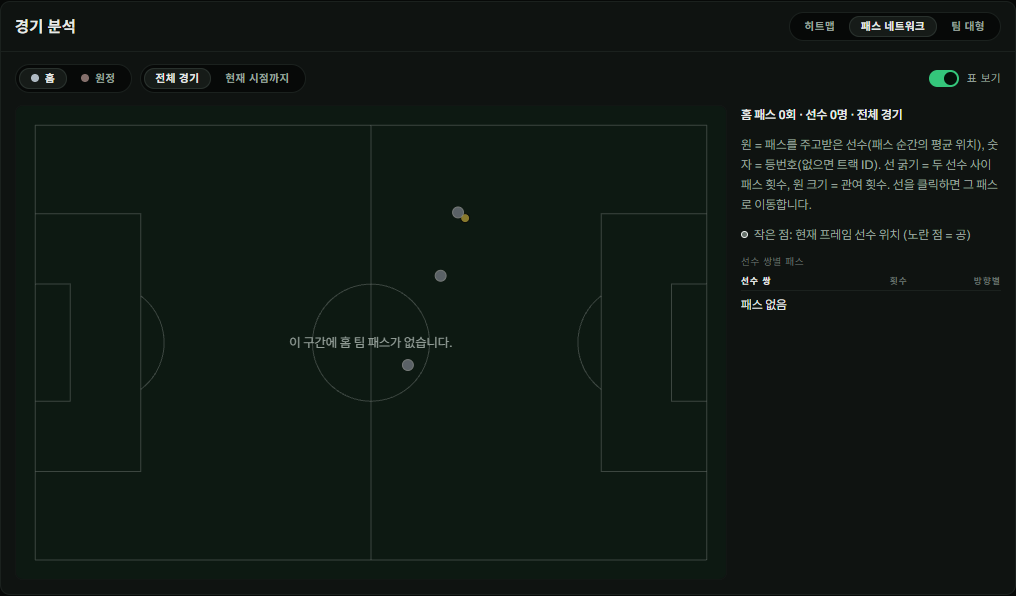 경기 분석
히트맵 패스 네트워크 팀 대형
홈 원정 전체 경기 현재 시점까지 표 보기
홈 패스 0회 · 선수 0명 · 전체 경기
원 = 패스를 주고받은 선수(패스 순간의 평균 위치), 숫
자 = 등번호(없으면 트랙 ID). 선 굵기 = 두 선수 사이
패스 횟수, 원 크기 = 관여 횟수. 선을 클릭하면 그 패스
로 이동합니다.
작은 점: 현재 프레임 선수 위치 (노란 점 = 공)
선수 쌍별 패스
선수 쌍 횟수 방향별
패스 없음
이 구간에 홈 팀 패스가 없습니다.